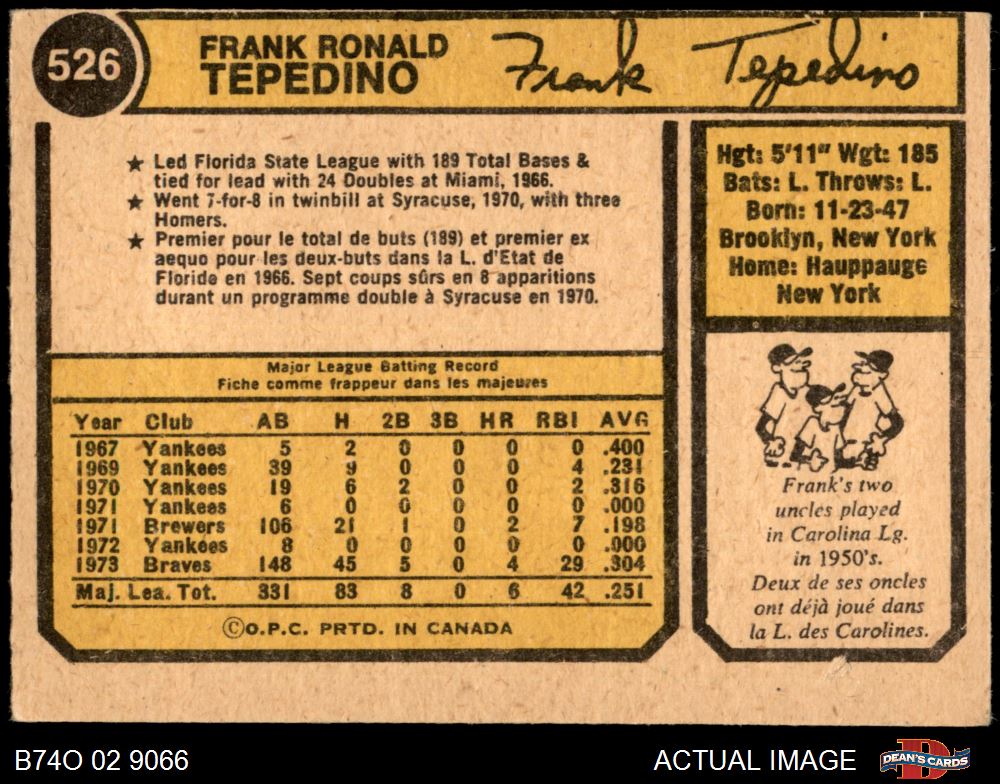 526
FRANK RONALD
TEPEDINO
Frank Tepedino
★ Led Florida State League with 189 Total Bases &
tied for lead with 24 Doubles at Miami, 1966.
★ Went 7-for-8 in twinbill at Syracuse, 1970, with three
Homers.
★ Premier pour le total de buts (189) et premier ex
aequo pour les deux-buts dans la L. d'Etat de
Floride en 1966. Sept coups sûrs en 8 apparitions
durant un programme double à Syracuse en 1970.
Hgt: 5'11" Wgt: 185
Bats: L. Throws: L.
Born: 11-23-47
Brooklyn, New York
Home: Hauppauge
New York
Major League Batting Record
Fiche comme frappeur dans les majeures
Year Club AB H 2B 3B HR RBI AVG
1967 Yankees 5 2 0 0 0 0 .400
1969 Yankees 39 9 0 0 0 4 .231
1970 Yankees 19 6 2 0 0 2 .316
1971 Yankees 6 0 0 0 0 0 .000
1971 Brewers 106 21 1 0 2 7 .198
1972 Yankees 8 0 0 0 0 0 .000
1973 Braves 148 45 5 0 4 29 .304
Maj. Lea. Tot. 331 83 8 0 6 42 .251
©O.P.C. PRTD. IN CANADA
Frank's two
uncles played
in Carolina Lg.
in 1950's.
Deux de ses oncles
ont déjà joué dans
la L. des Carolines.
B74O 02 9066
ACTUAL IMAGE
D
DEAN'S CARDS